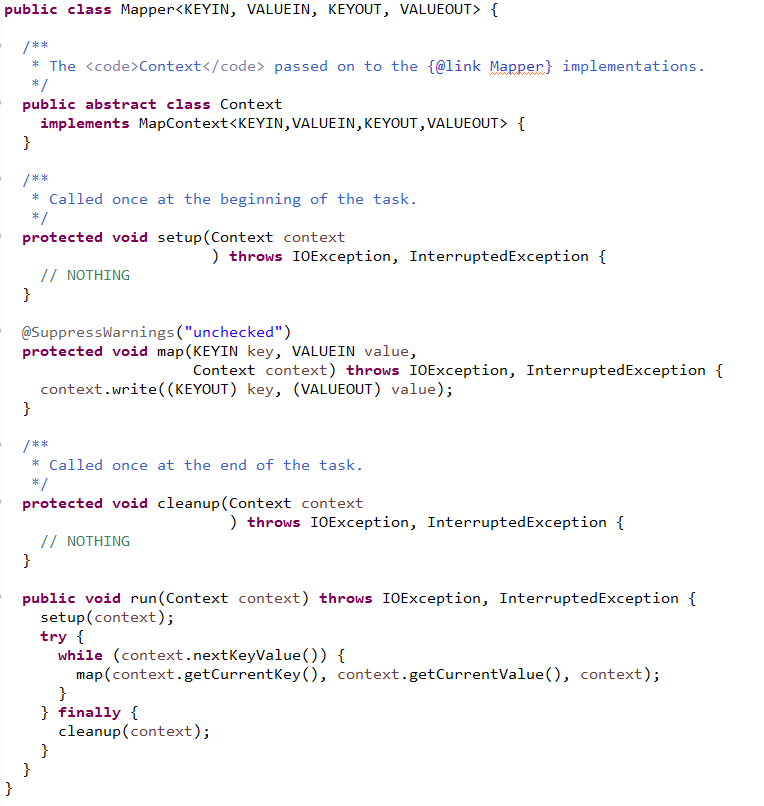 public class Mapper<KEYIN, VALUEIN, KEYOUT, VALUEOUT> {
/**
* The <code>Context</code> passed on to the {@link Mapper} implementations.
*/
public abstract class Context
implements MapContext<KEYIN,VALUEIN,KEYOUT,VALUEOUT> {
}
/**
* Called once at the beginning of the task.
*/
protected void setup(Context context
) throws IOException, InterruptedException {
// NOTHING
}
@SuppressWarnings("unchecked")
protected void map(KEYIN key, VALUEIN value,
Context context) throws IOException, InterruptedException {
context.write((KEYOUT) key, (VALUEOUT) value);
}
/**
* Called once at the end of the task.
*/
protected void cleanup(Context context
) throws IOException, InterruptedException {
// NOTHING
}
public void run(Context context) throws IOException, InterruptedException {
setup(context);
try {
while (context.nextKeyValue()) {
map(context.getCurrentKey(), context.getCurrentValue(), context);
}
} finally {
cleanup(context);
}
}
}